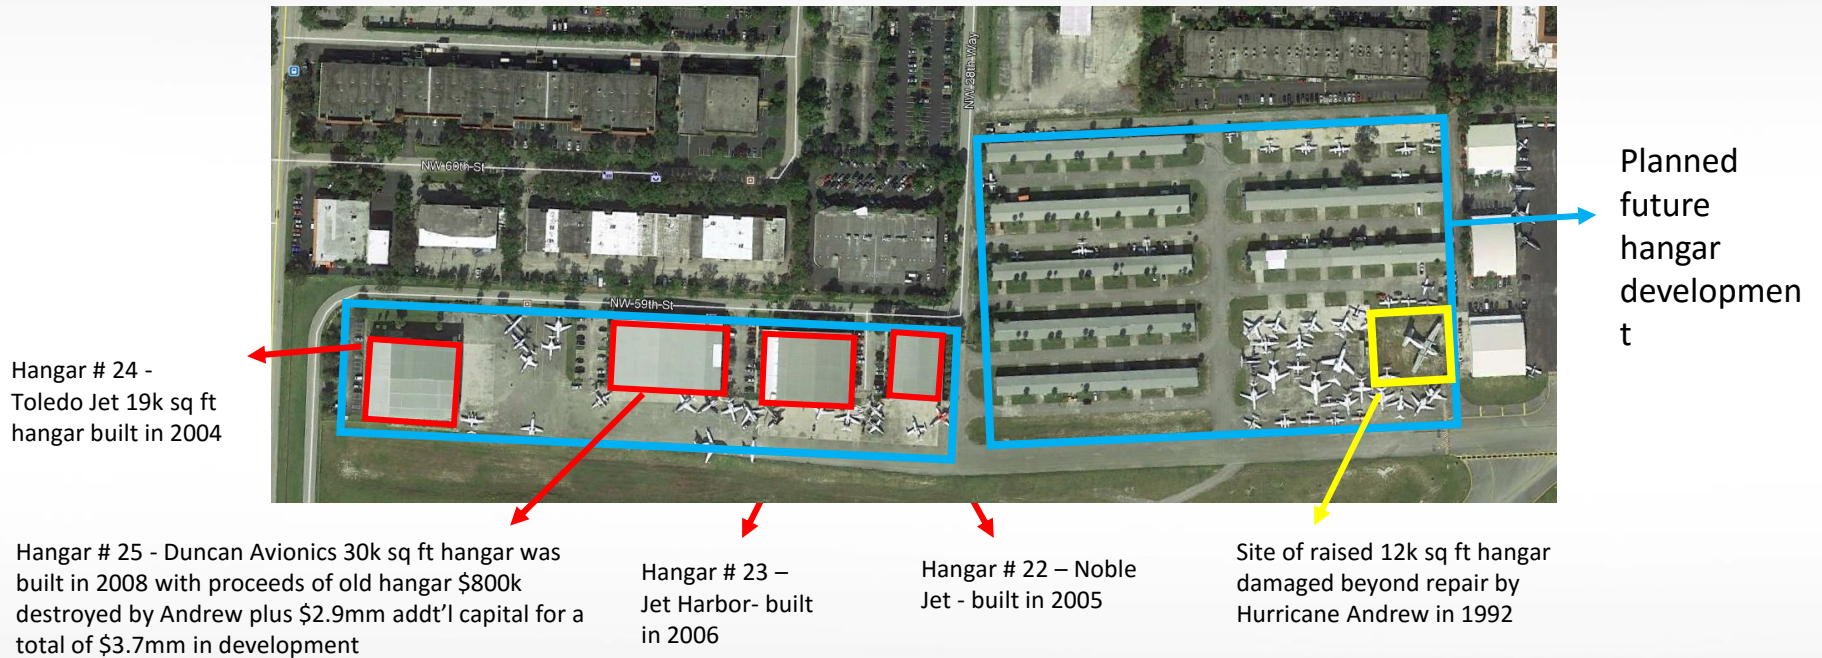 NW 28th Way
NW 60th St
NW 59th St
Planned
future
hangar
developmen
t
Hangar # 24 -
Toledo Jet 19k sq ft
hangar built in 2004
Hangar # 25 - Duncan Avionics 30k sq ft hangar was
built in 2008 with proceeds of old hangar $800k
destroyed by Andrew plus $2.9mm addt’l capital for a
total of $3.7mm in development
Hangar # 23 –
Jet Harbor- built
in 2006
Hangar # 22 – Noble
Jet - built in 2005
Site of raised 12k sq ft hangar
damaged beyond repair by
Hurricane Andrew in 1992